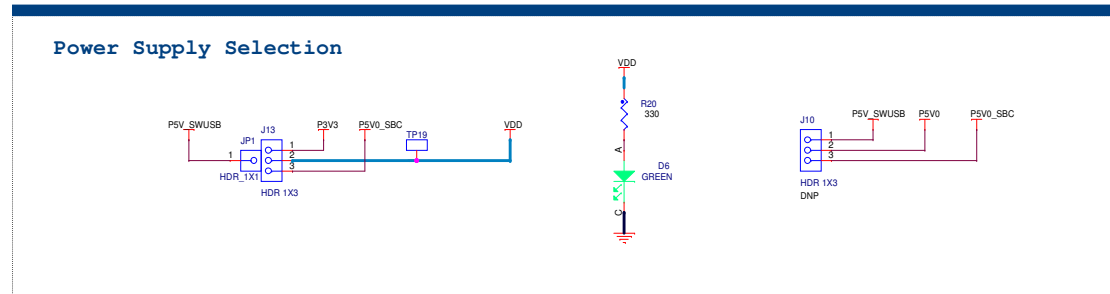 Power Supply Selection
P5V_SWUSB
JP1
1
HDR_1X1
J13
1
2
3
HDR 1X3
P3V3
P5V0_SBC
TP19
VDD
VDD
R20
330
A
D6
GREEN
C
J10
1
2
3
HDR 1X3
DNP
P5V_SWUSB
P5V0
P5V0_SBC